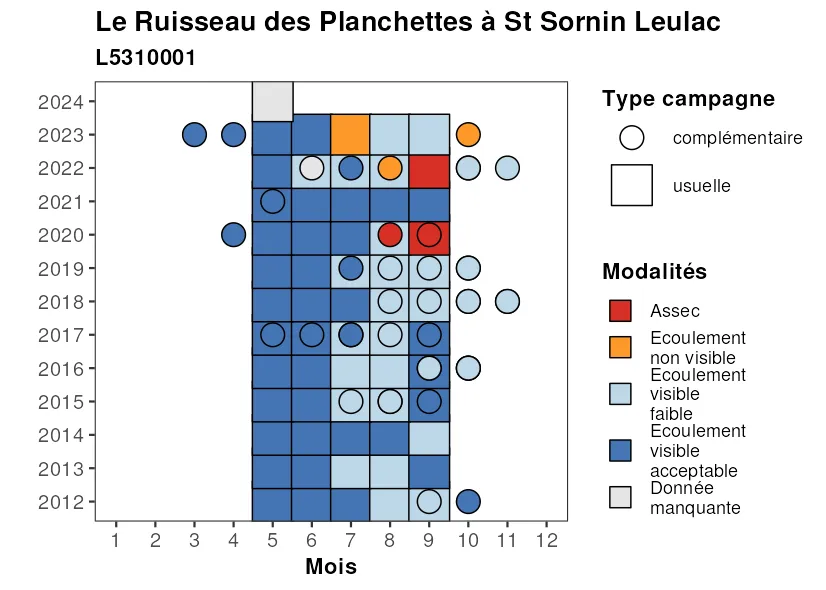 Le Ruisseau des Planchettes à St Sornin Leulac
L5310001
2024
2023
2022
2021
2020
2019
2018
2017
2016
2015
2014
2013
2012
1 2 3 4 5 6 7 8 9 10 11 12
Mois
Type campagne
complémentaire
usuelle
Modalités
Assec
Ecoulement
non visible
Ecoulement
visible
faible
Ecoulement
visible
acceptable
Donnée
manquante